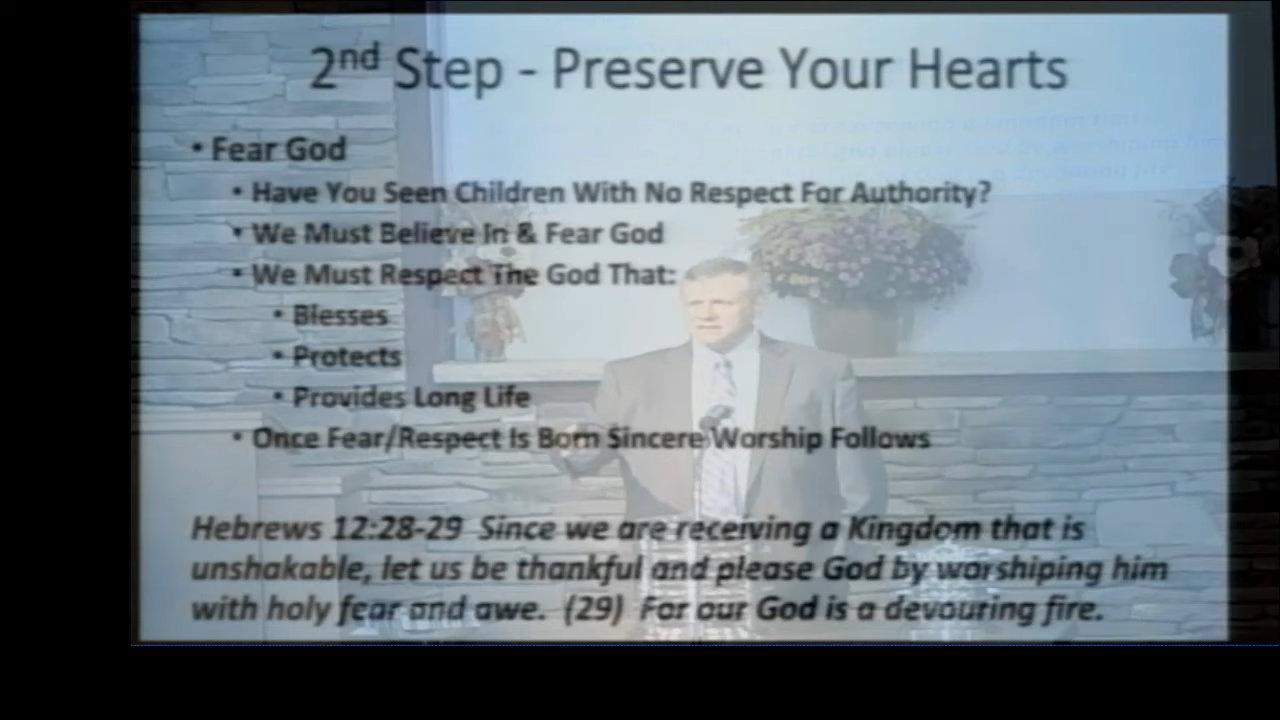 2nd Step - Preserve Your Hearts
• Fear God
• Have You Seen Children With No Respect For Authority?
• We Must Believe In & Fear God
• We Must Respect The God That:
• Blesses
• Protects
• Provides Long Life
• Once Fear/Respect Is Born Sincere Worship Follows
Hebrews 12:28-29 Since we are receiving a Kingdom that is
unshakable, let us be thankful and please God by worshiping him
with holy fear and awe. (29) For our God is a devouring fire.